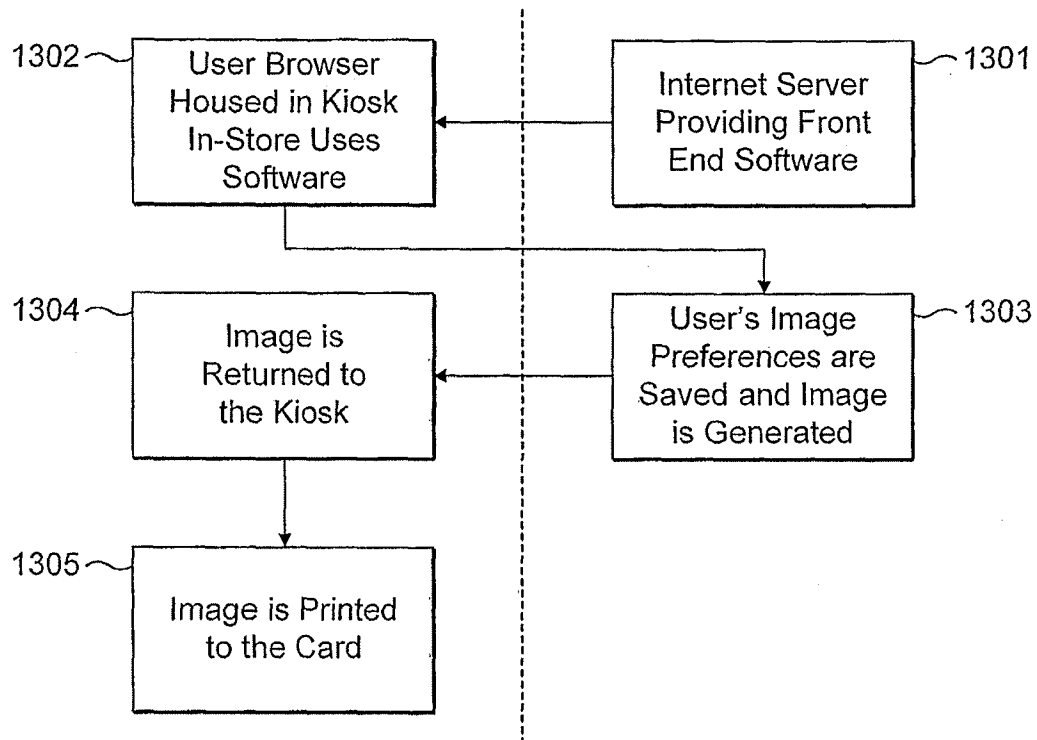 1302
User Browser
Housed in Kiosk
In-Store Uses
Software
1301
Internet Server
Providing Front
End Software
1304
Image is
Returned to
the Kiosk
1303
User's Image
Preferences are
Saved and Image
is Generated
1305
Image is Printed
to the Card